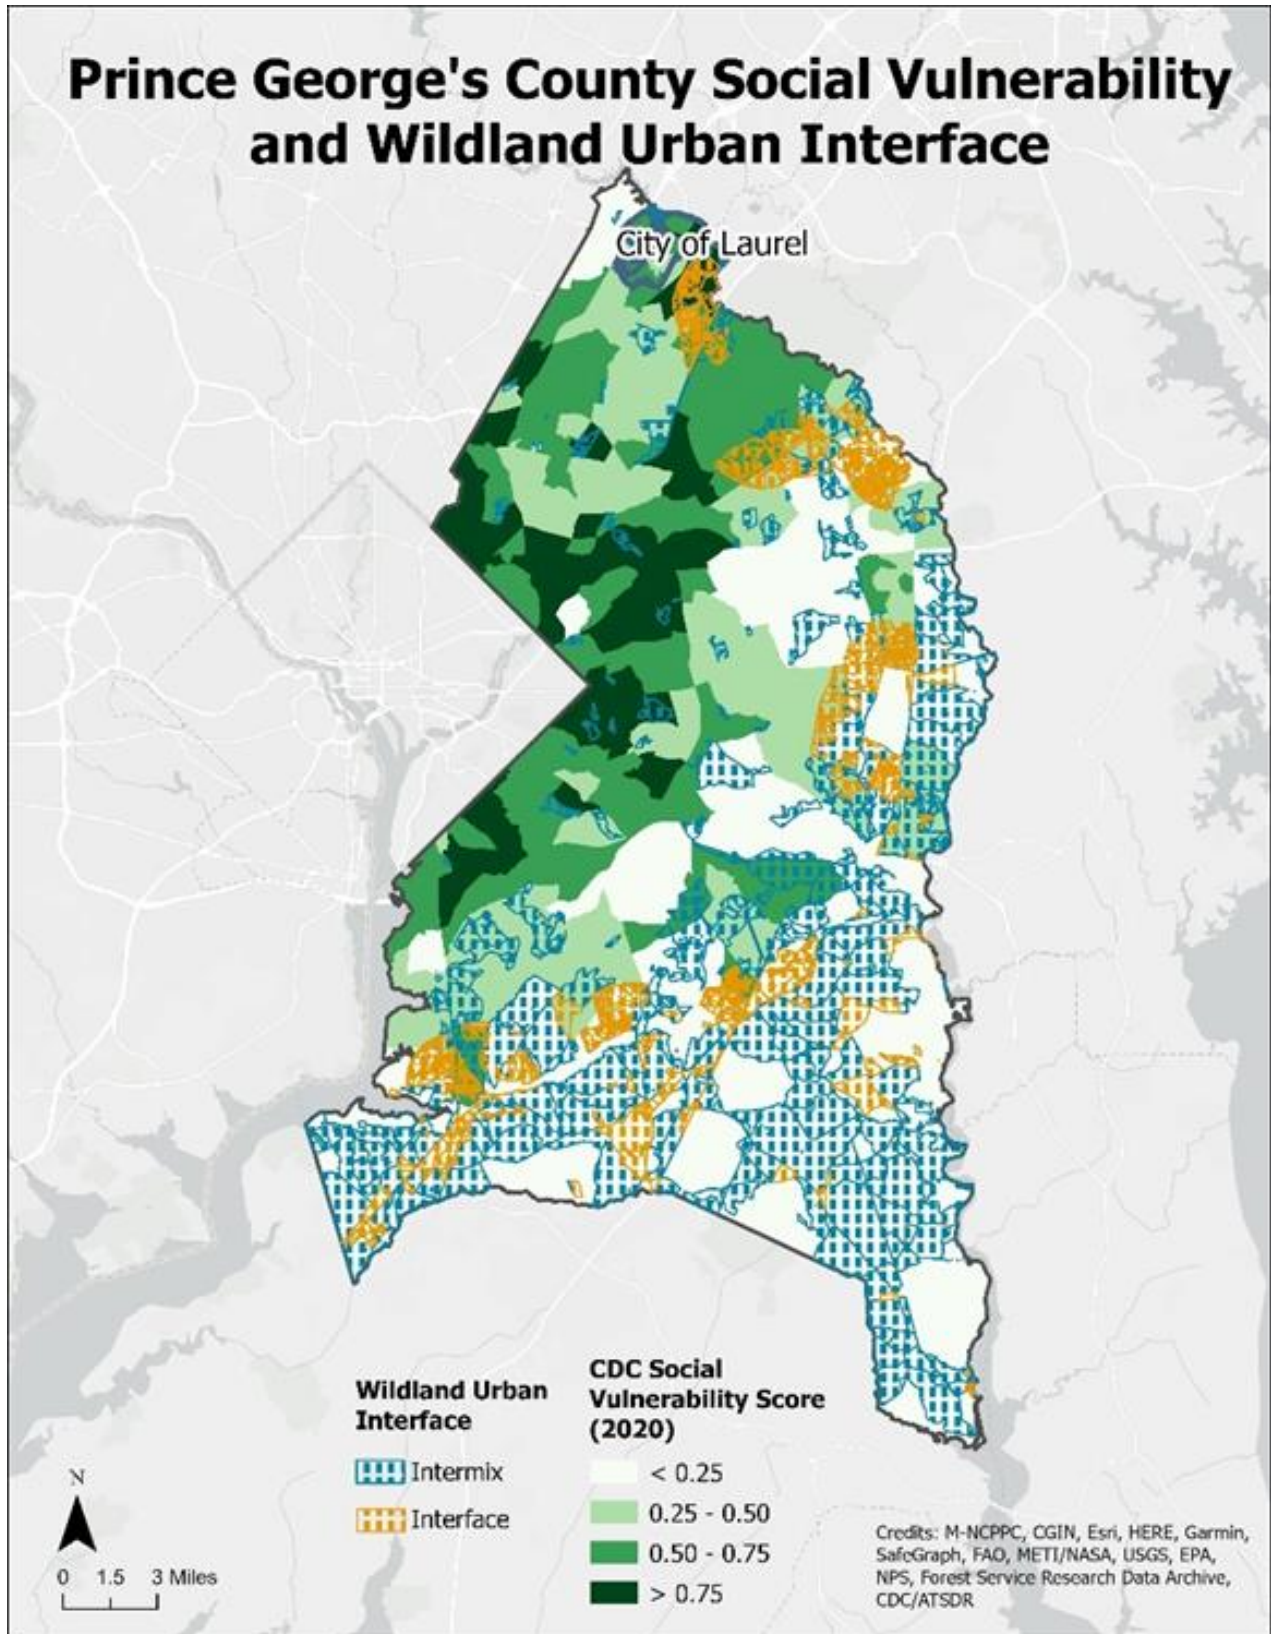 Prince George's County Social Vulnerability
and Wildland Urban Interface
City of Laurel
Wildland Urban
Interface
Intermix
Interface
CDC Social
Vulnerability Score
(2020)
< 0.25
0.25 - 0.50
0.50 - 0.75
> 0.75
N
0 1.5 3 Miles
Credits: M-NCPPC, CGIN, Esri, HERE, Garmin,
SafeGraph, FAO, METI/NASA, USGS, EPA,
NPS, Forest Service Research Data Archive,
CDC/ATSDR